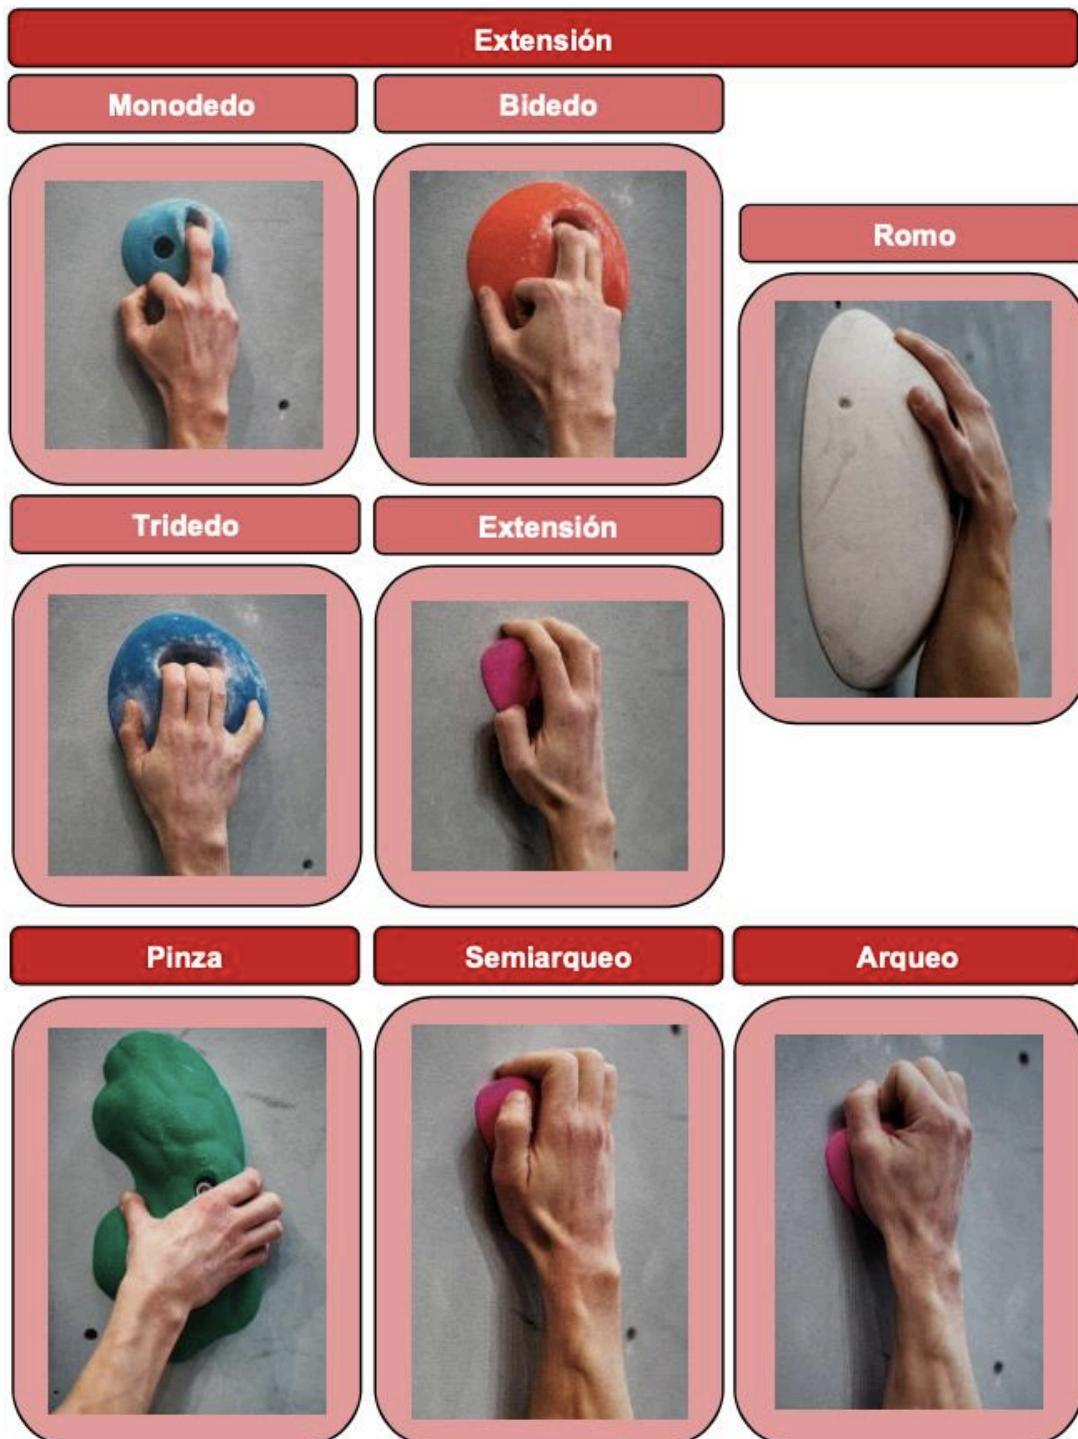 Extensión
Monodedo
Bidedo
Romo
Tridedo
Extensión
Pinza
Semiarqueo
Arqueo